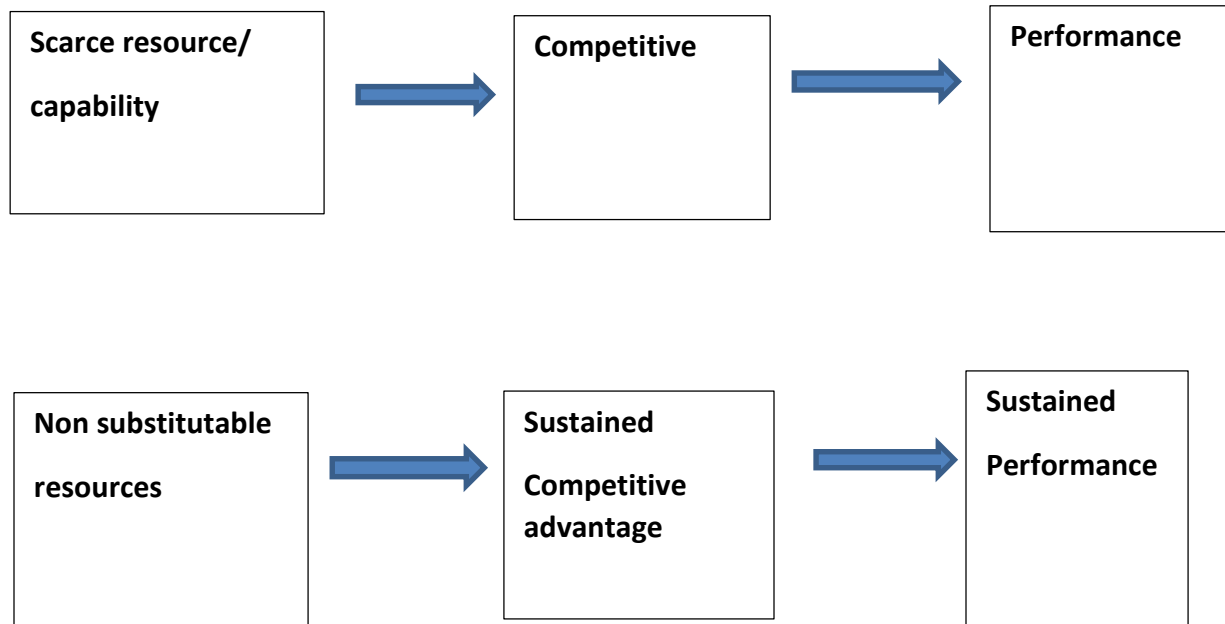 Scarce resource/
capability
Competitive
Performance
Non substitutable
resources
Sustained
Competitive
advantage
Sustained
Performance